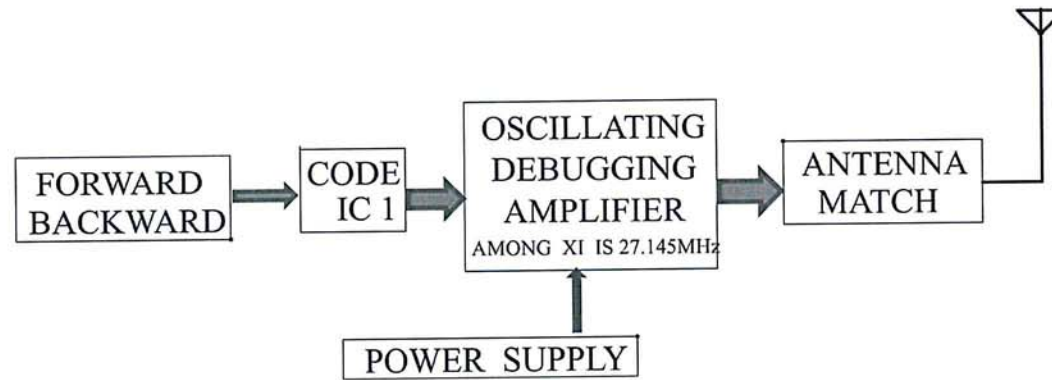 FORWARD
BACKWARD
CODE
IC 1
OSCILLATING
DEBUGGING
AMPLIFIER
AMONG XI IS 27.145MHz
ANTENNA
MATCH
POWER SUPPLY